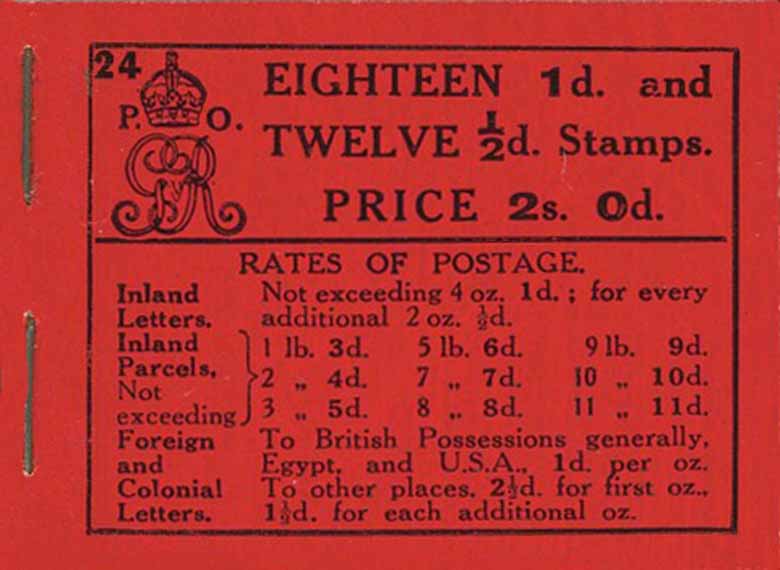 24
P. O.
GvR
EIGHTEEN 1d. and
TWELVE ½d. Stamps.
PRICE 2s. 0d.
RATES OF POSTAGE.
Inland Letters. Not exceeding 4 oz. 1d. ; for every
additional 2 oz. ½d.
Inland Parcels, Not exceeding
1 lb. 3d. 5 lb. 6d. 9 lb. 9d.
2 „ 4d. 7 „ 7d. 10 „ 10d.
3 „ 5d. 8 „ 8d. 11 „ 11d.
Foreign and Colonial Letters.
To British Possessions generally,
Egypt, and U.S.A., 1d. per oz.
To other places, 2½d. for first oz.,
1½d. for each additional oz.